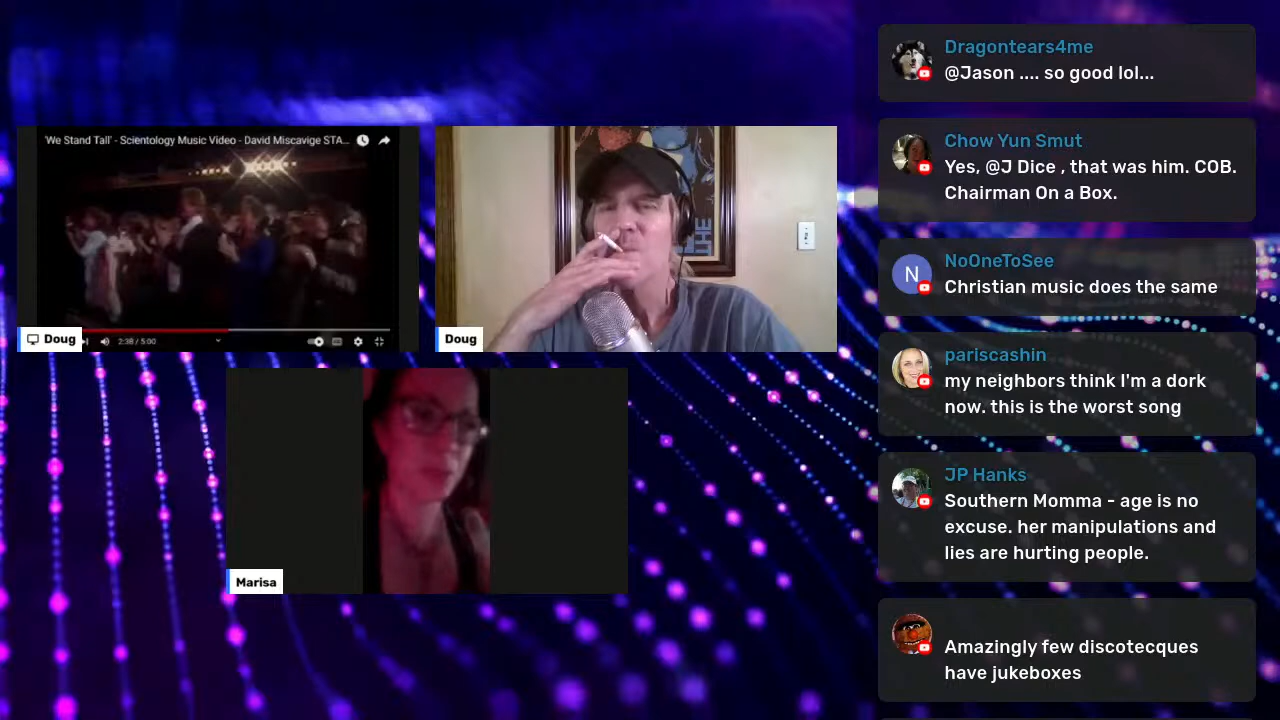 'We Stand Tall' - Scientology Music Video - David Miscavige STA...
2:38 / 5:00
Doug
Doug
Marisa
THE
Dragontears4me
@Jason .... so good lol...
Chow Yun Smut
Yes, @J Dice , that was him. COB.
Chairman On a Box.
N
NoOneToSee
Christian music does the same
pariscashin
my neighbors think I'm a dork
now. this is the worst song
JP Hanks
Southern Momma - age is no
excuse. her manipulations and
lies are hurting people.
Amazingly few discotecques
have jukeboxes